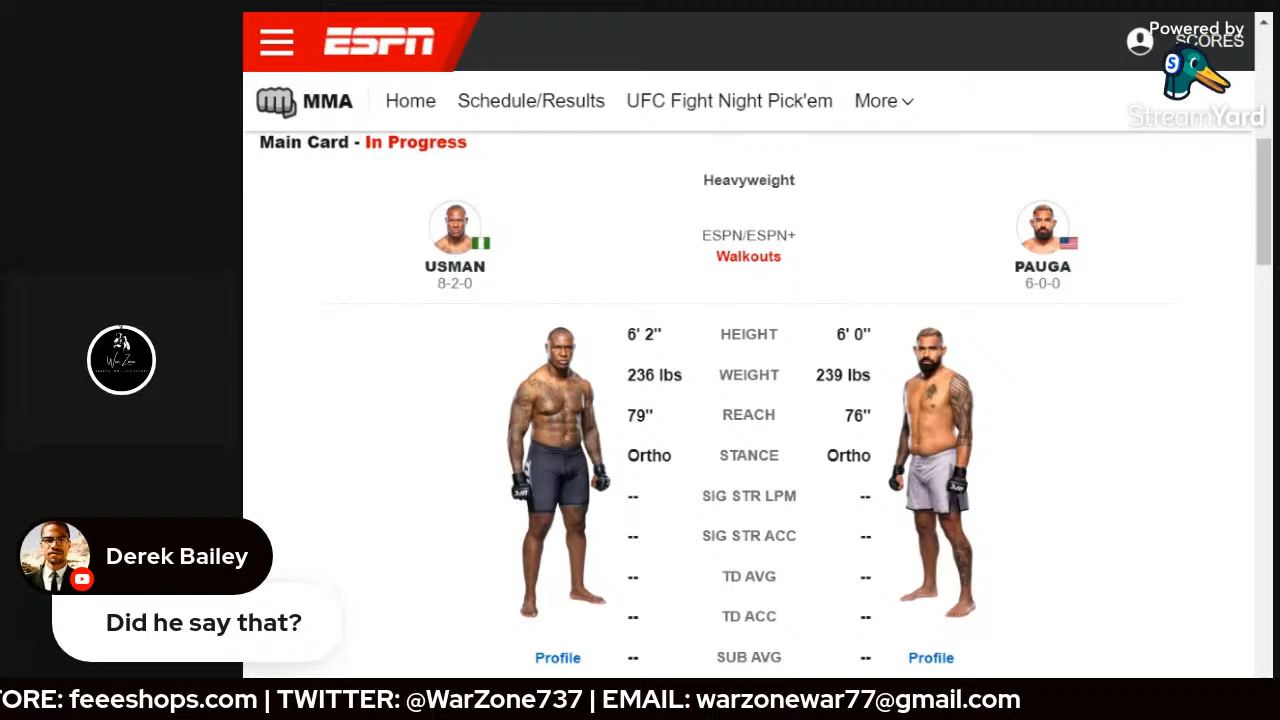 Powered by
SCORES
StreamYard
ESPN
MMA Home Schedule/Results UFC Fight Night Pick'em More
Main Card - In Progress
Heavyweight
USMAN
8-2-0
ESPN/ESPN+
Walkouts
PAUGA
6-0-0
6' 2" HEIGHT 6' 0"
236 lbs WEIGHT 239 lbs
79" REACH 76"
Ortho STANCE Ortho
-- SIG STR LPM --
-- SIG STR ACC --
-- TD AVG --
-- TD ACC --
Profile -- SUB AVG -- Profile
War Zone
Derek Bailey
Did he say that?
TORE: feeeshops.com | TWITTER: @WarZone737 | EMAIL: warzonewar77@gmail.com